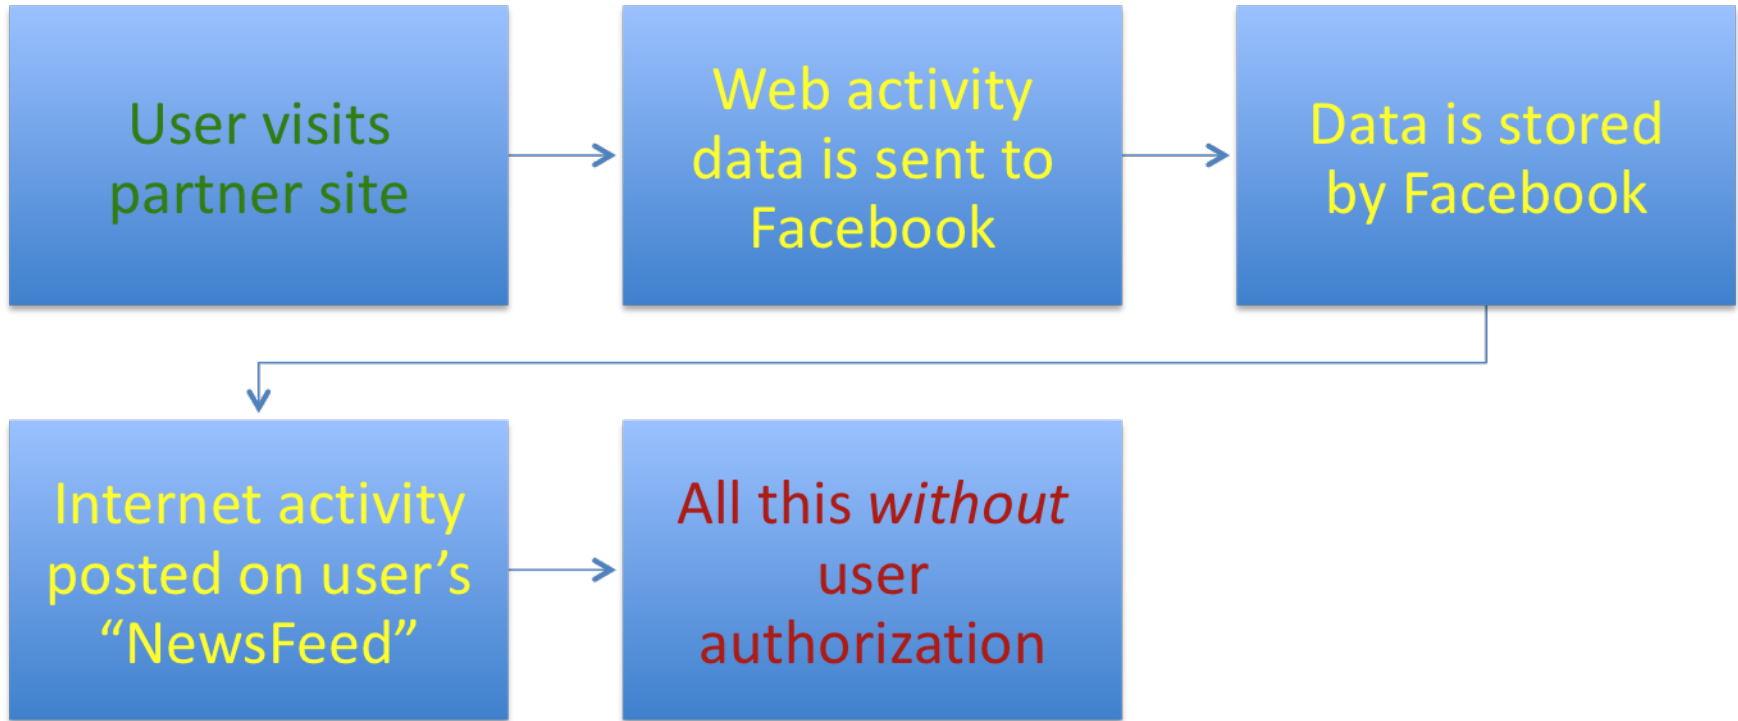 User visits
partner site
Web activity
data is sent to
Facebook
Data is stored
by Facebook
Internet activity
posted on user’s
“NewsFeed”
All this without
user
authorization